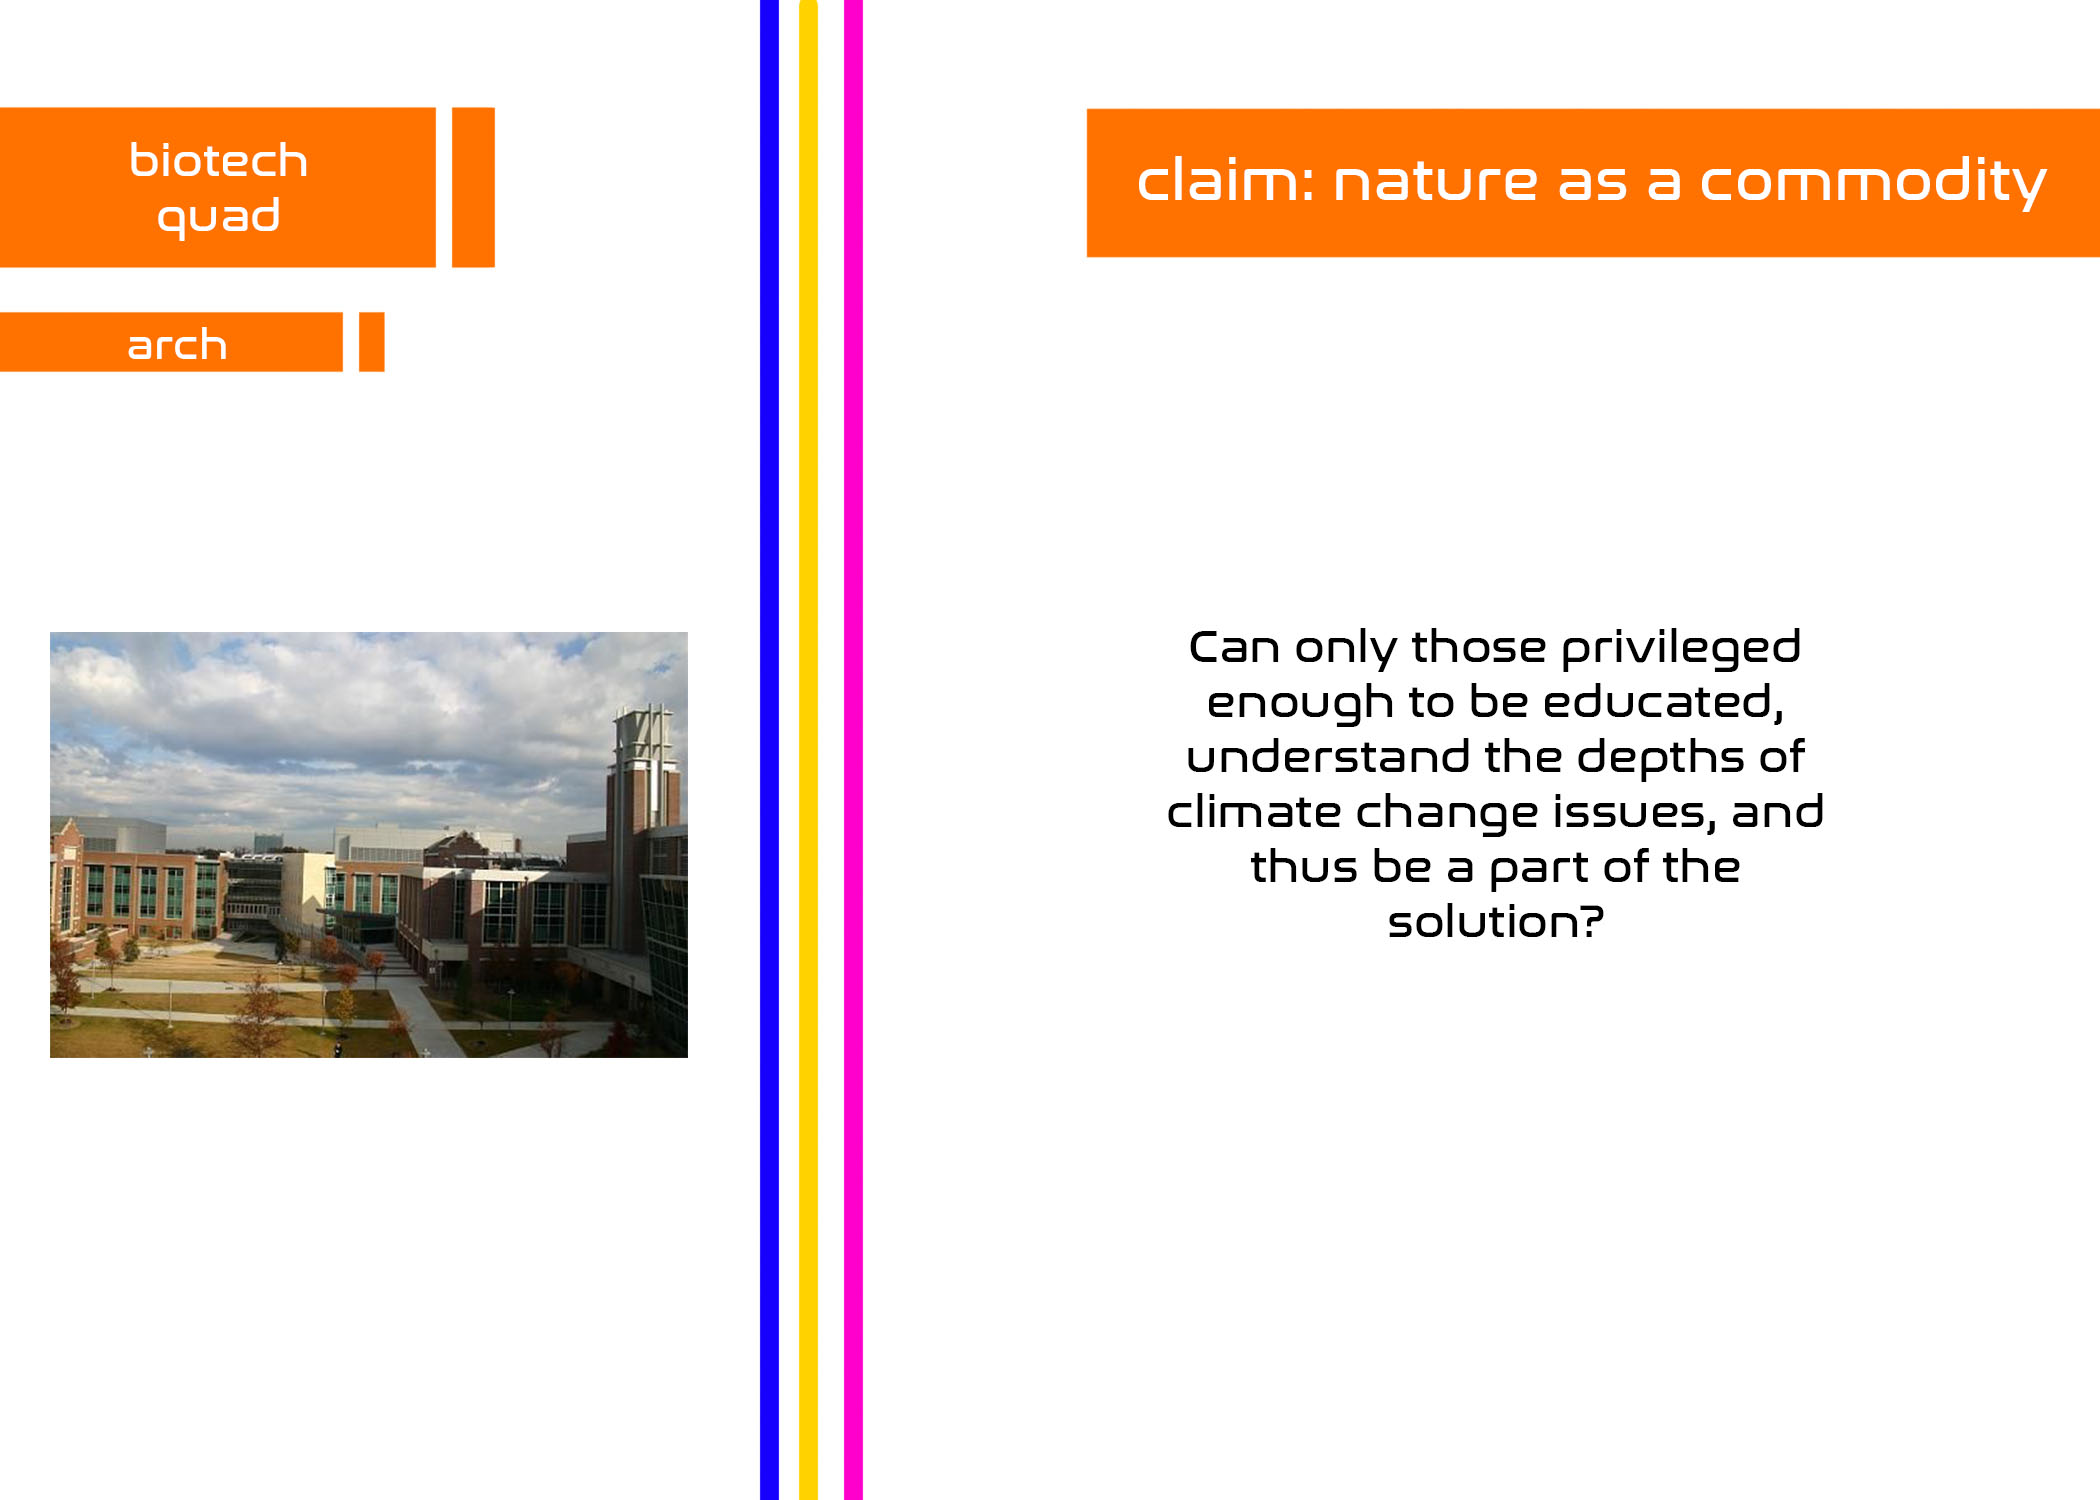 biotech
quad
arch
claim: nature as a commodity
Can only those privileged
enough to be educated,
understand the depths of
climate change issues, and
thus be a part of the
solution?